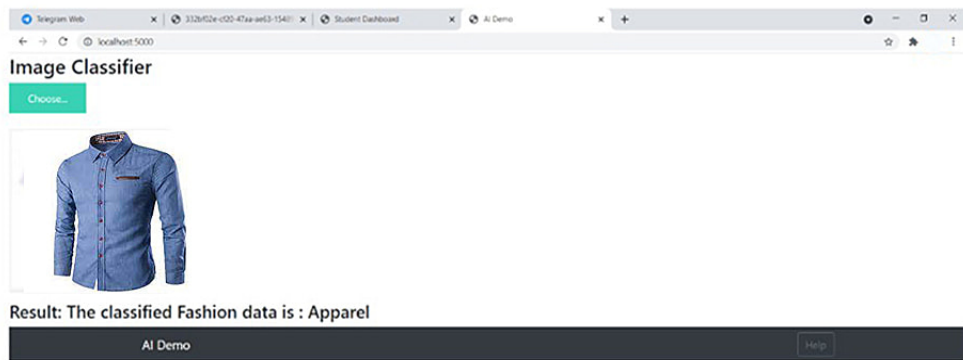 Telegram Web
Student Dashboard
AI Demo
localhost:5000
Image Classifier
Choose...
Result: The classified Fashion data is : Apparel
AI Demo
Help